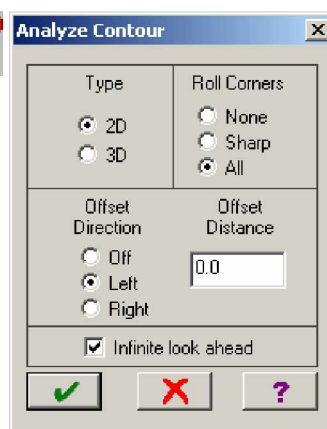 Analyze Contour
Type
2D
3D
Roll Corners
None
Sharp
All
Offset
Direction
Off
Left
Right
Offset
Distance
0.0
Infinite look ahead
?